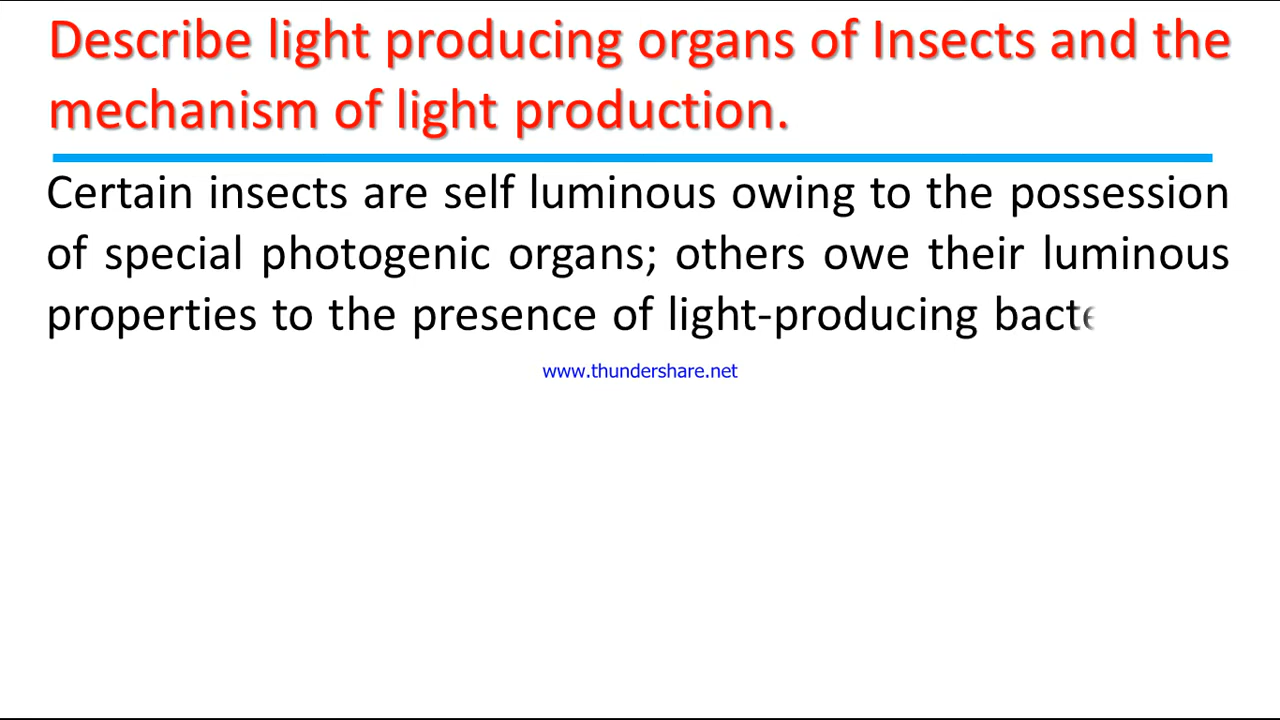 Describe light producing organs of Insects and the
mechanism of light production.
Certain insects are self luminous owing to the possession
of special photogenic organs; others owe their luminous
properties to the presence of light-producing bacte
www.thundershare.net